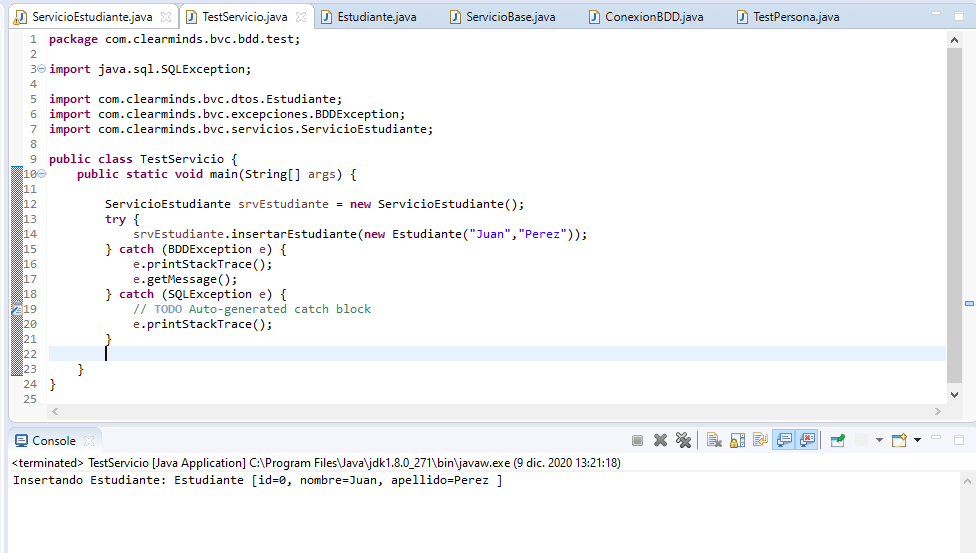 ServicioEstudiante.java TestServicio.java Estudiante.java ServicioBase.java ConexionBDD.java TestPersona.java
1 package com.clearminds.bvc.bdd.test;
2
3 import java.sql.SQLException;
4
5 import com.clearminds.bvc.dtos.Estudiante;
6 import com.clearminds.bvc.excepciones.BDDException;
7 import com.clearminds.bvc.servicios.ServicioEstudiante;
8
9 public class TestServicio {
10 public static void main(String[] args) {
11
12 ServicioEstudiante srvEstudiante = new ServicioEstudiante();
13 try {
14 srvEstudiante.insertarEstudiante(new Estudiante("Juan","Perez"));
15 } catch (BDDException e) {
16 e.printStackTrace();
17 e.getMessage();
18 } catch (SQLException e) {
19 // TODO Auto-generated catch block
20 e.printStackTrace();
21 }
22
23 }
24 }
25
Console
<terminated> TestServicio [Java Application] C:\Program Files\Java\jdk1.8.0_271\bin\javaw.exe (9 dic. 2020 13:21:18)
Insertando Estudiante: Estudiante [id=0, nombre=Juan, apellido=Perez ]